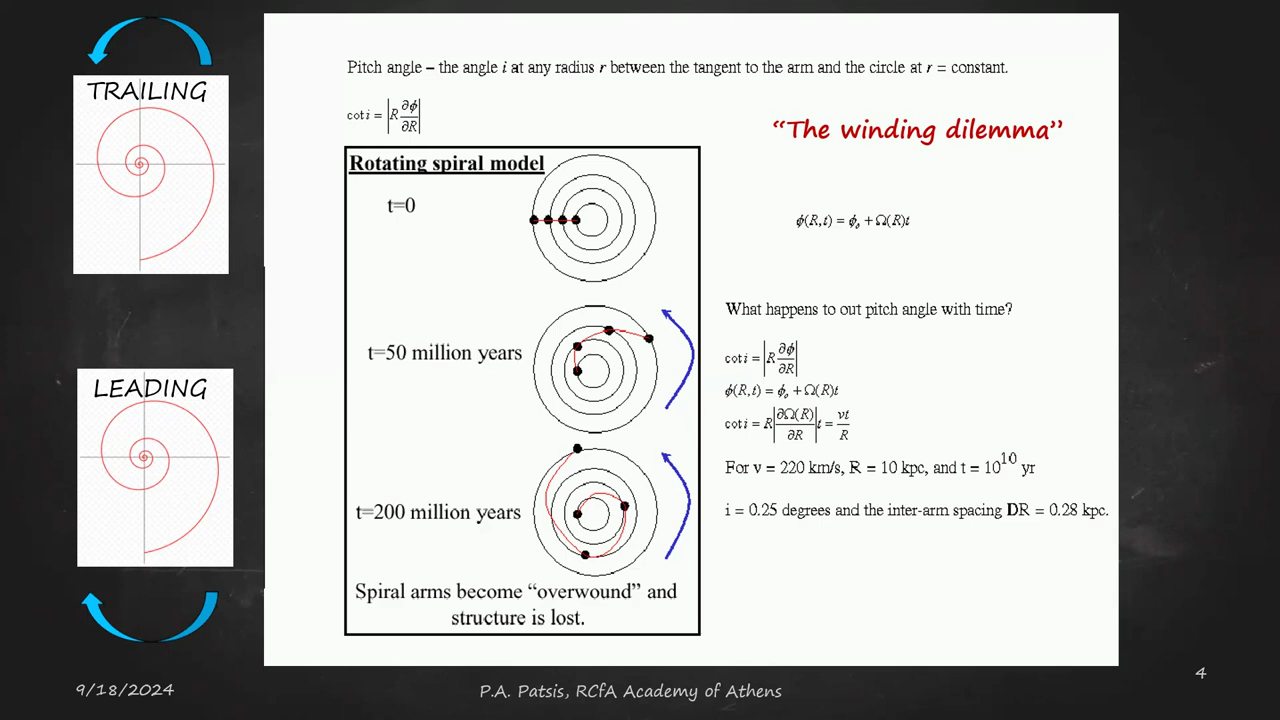 TRAILING
LEADING
Pitch angle – the angle i at any radius r between the tangent to the arm and the circle at r = constant.
cot i = |R ∂ϕ/∂R|
"The winding dilemma"
Rotating spiral model
t=0
t=50 million years
t=200 million years
Spiral arms become “overwound” and
structure is lost.
ϕ(R,t) = ϕₒ + Ω(R)t
What happens to out pitch angle with time?
cot i = |R ∂ϕ/∂R|
ϕ(R,t) = ϕₒ + Ω(R)t
cot i = R|∂Ω(R)/∂R|t = vt/R
For v = 220 km/s, R = 10 kpc, and t = 10^10 yr
i = 0.25 degrees and the inter-arm spacing DR = 0.28 kpc.
9/18/2024
P.A. Patsis, RCfA Academy of Athens
4